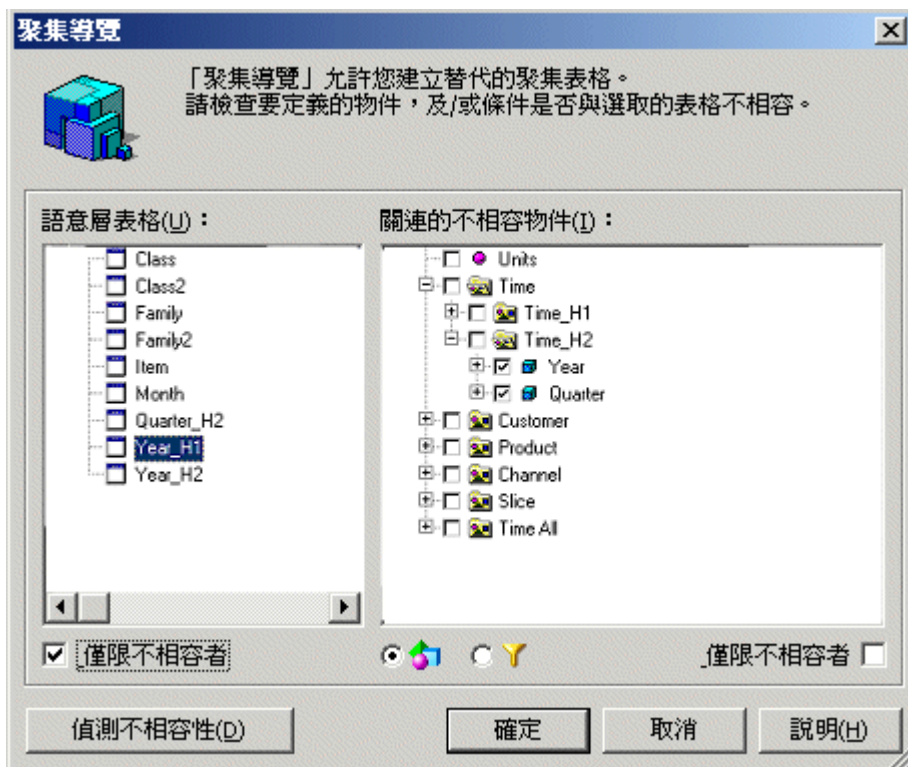 聚集導覽
「聚集導覽」允許您建立替代的聚集表格。
請檢查要定義的物件，及/或條件是否與選取的表格不相容。
語意層表格(U)：
Class
Class2
Family
Family2
Item
Month
Quarter_H2
Year_H1
Year_H2
僅限不相容者
關連的不相容物件(I)：
Units
Time
Time_H1
Time_H2
Year
Quarter
Customer
Product
Channel
Slice
Time All
_僅限不相容者
偵測不相容性(D)
確定
取消
說明(H)